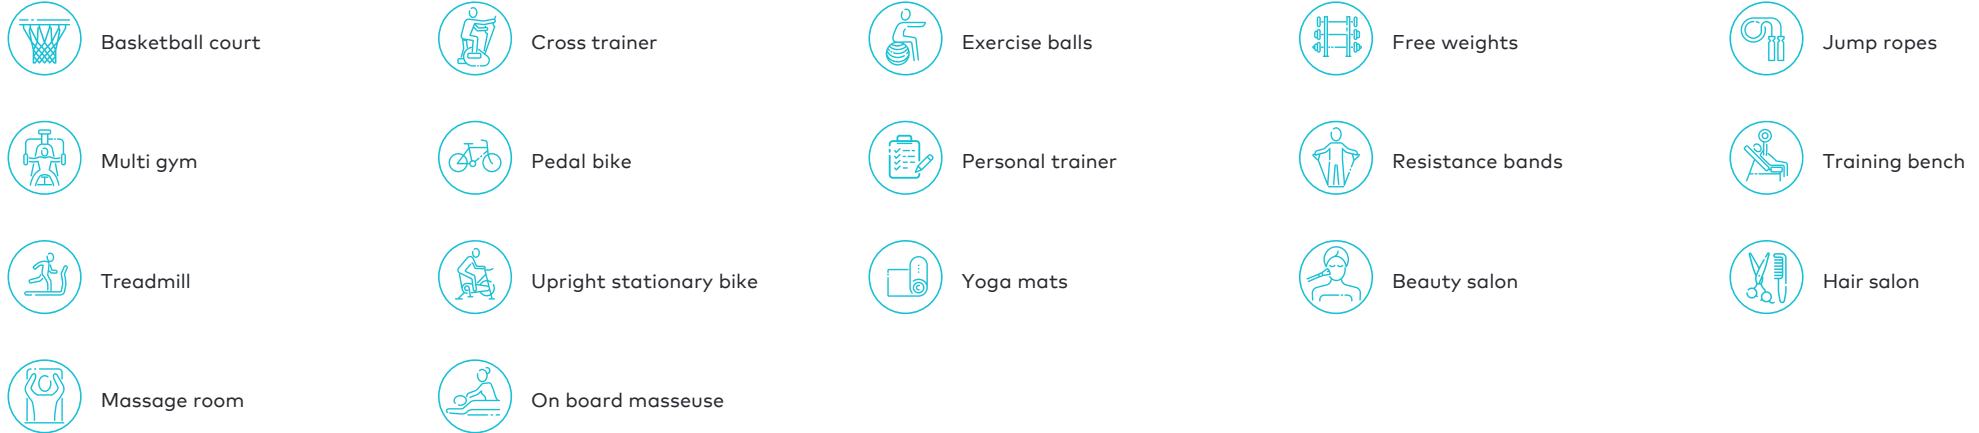 Basketball court
Cross trainer
Exercise balls
Free weights
Jump ropes
Multi gym
Pedal bike
Personal trainer
Resistance bands
Training bench
Treadmill
Upright stationary bike
Yoga mats
Beauty salon
Hair salon
Massage room
On board masseuse